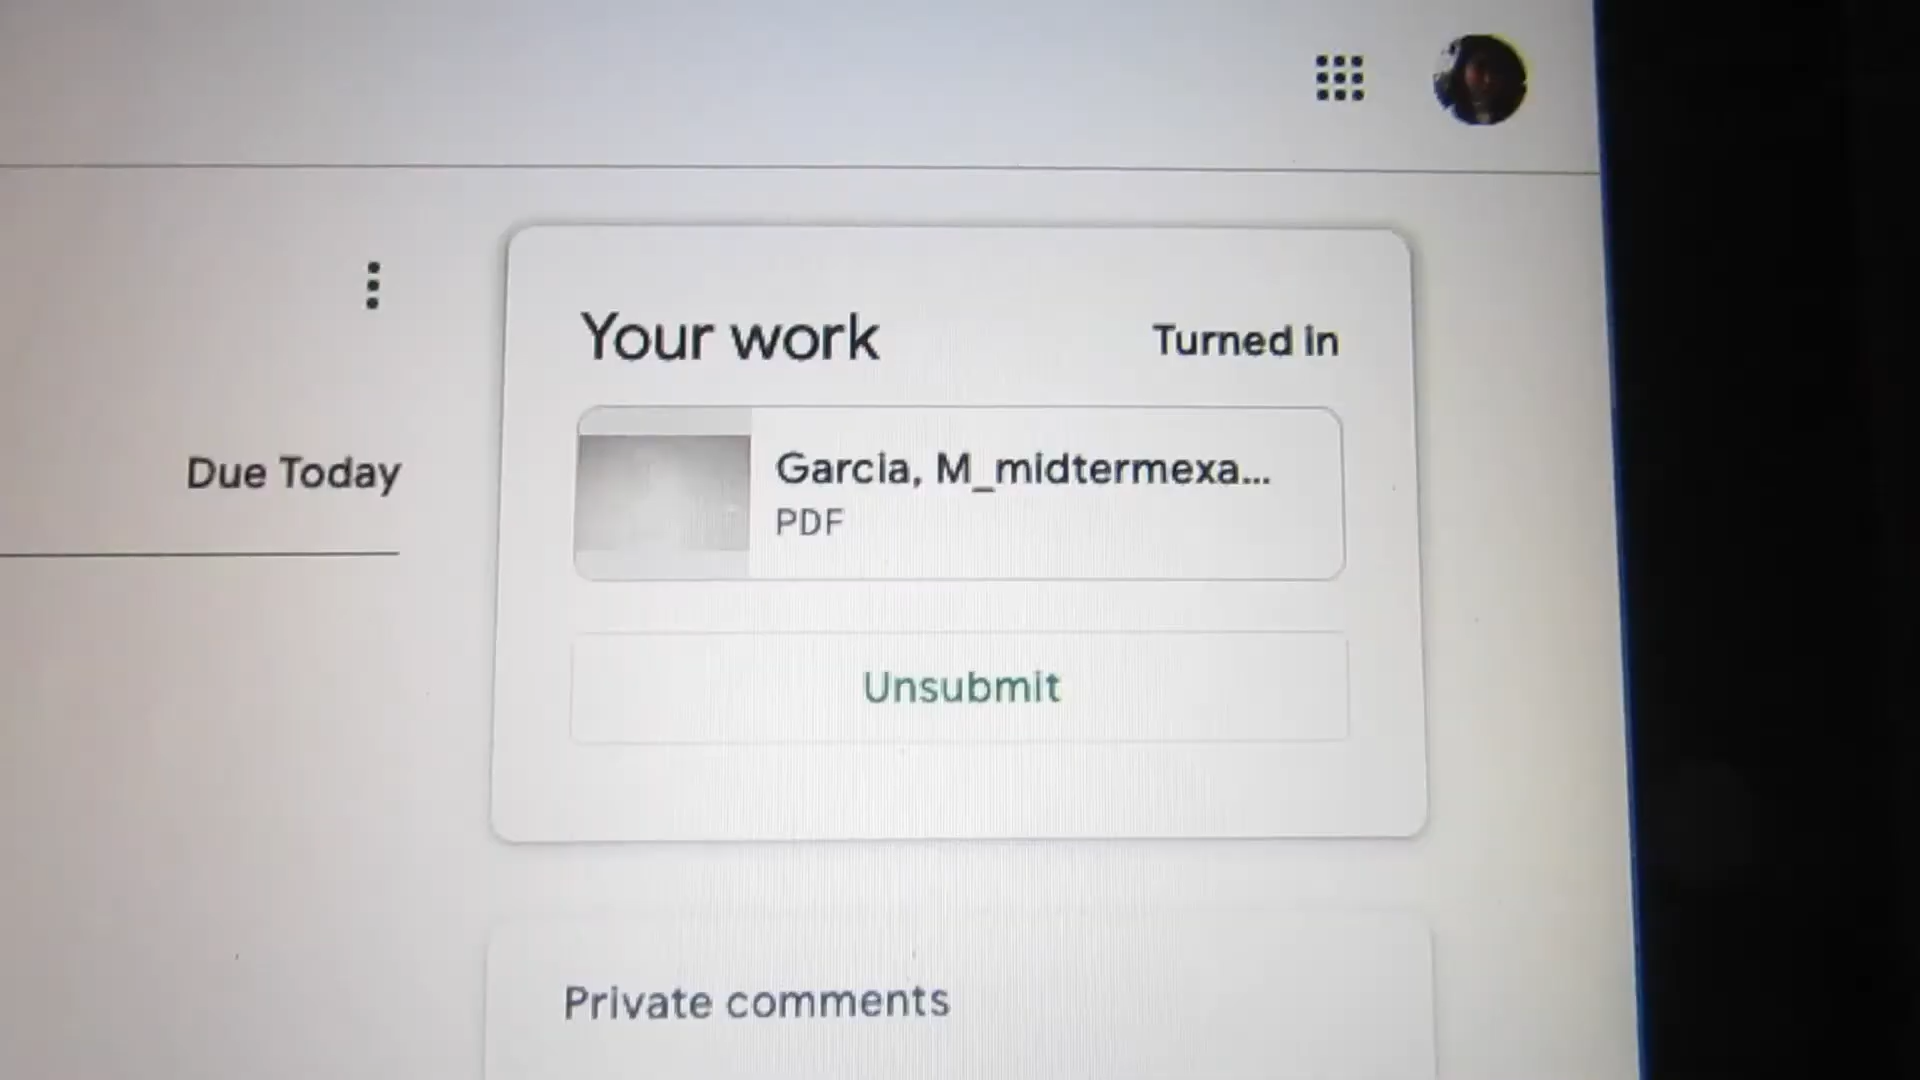 Your work
Turned in
Due Today
Garcia, M_midtermexa...
PDF
Unsubmit
Private comments